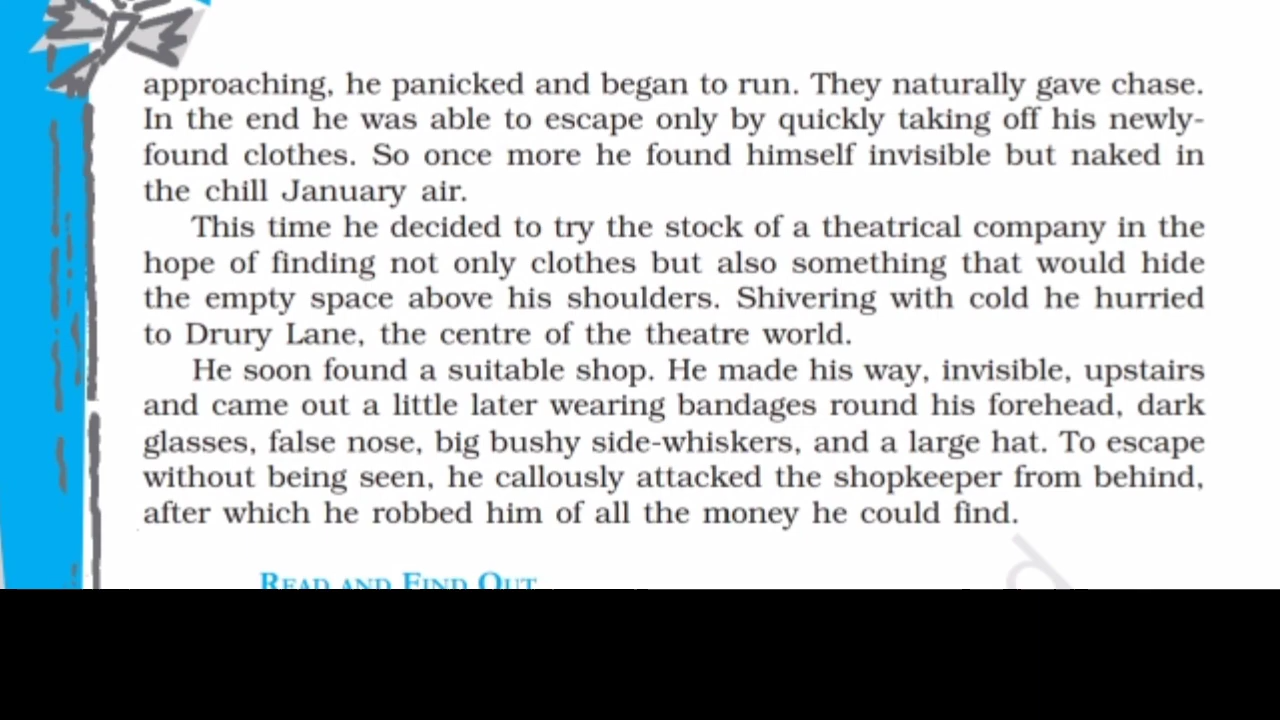 approaching, he panicked and began to run. They naturally gave chase.
In the end he was able to escape only by quickly taking off his newly-
found clothes. So once more he found himself invisible but naked in
the chill January air.
This time he decided to try the stock of a theatrical company in the
hope of finding not only clothes but also something that would hide
the empty space above his shoulders. Shivering with cold he hurried
to Drury Lane, the centre of the theatre world.
He soon found a suitable shop. He made his way, invisible, upstairs
and came out a little later wearing bandages round his forehead, dark
glasses, false nose, big bushy side-whiskers, and a large hat. To escape
without being seen, he callously attacked the shopkeeper from behind,
after which he robbed him of all the money he could find.
READ AND FIND OUT